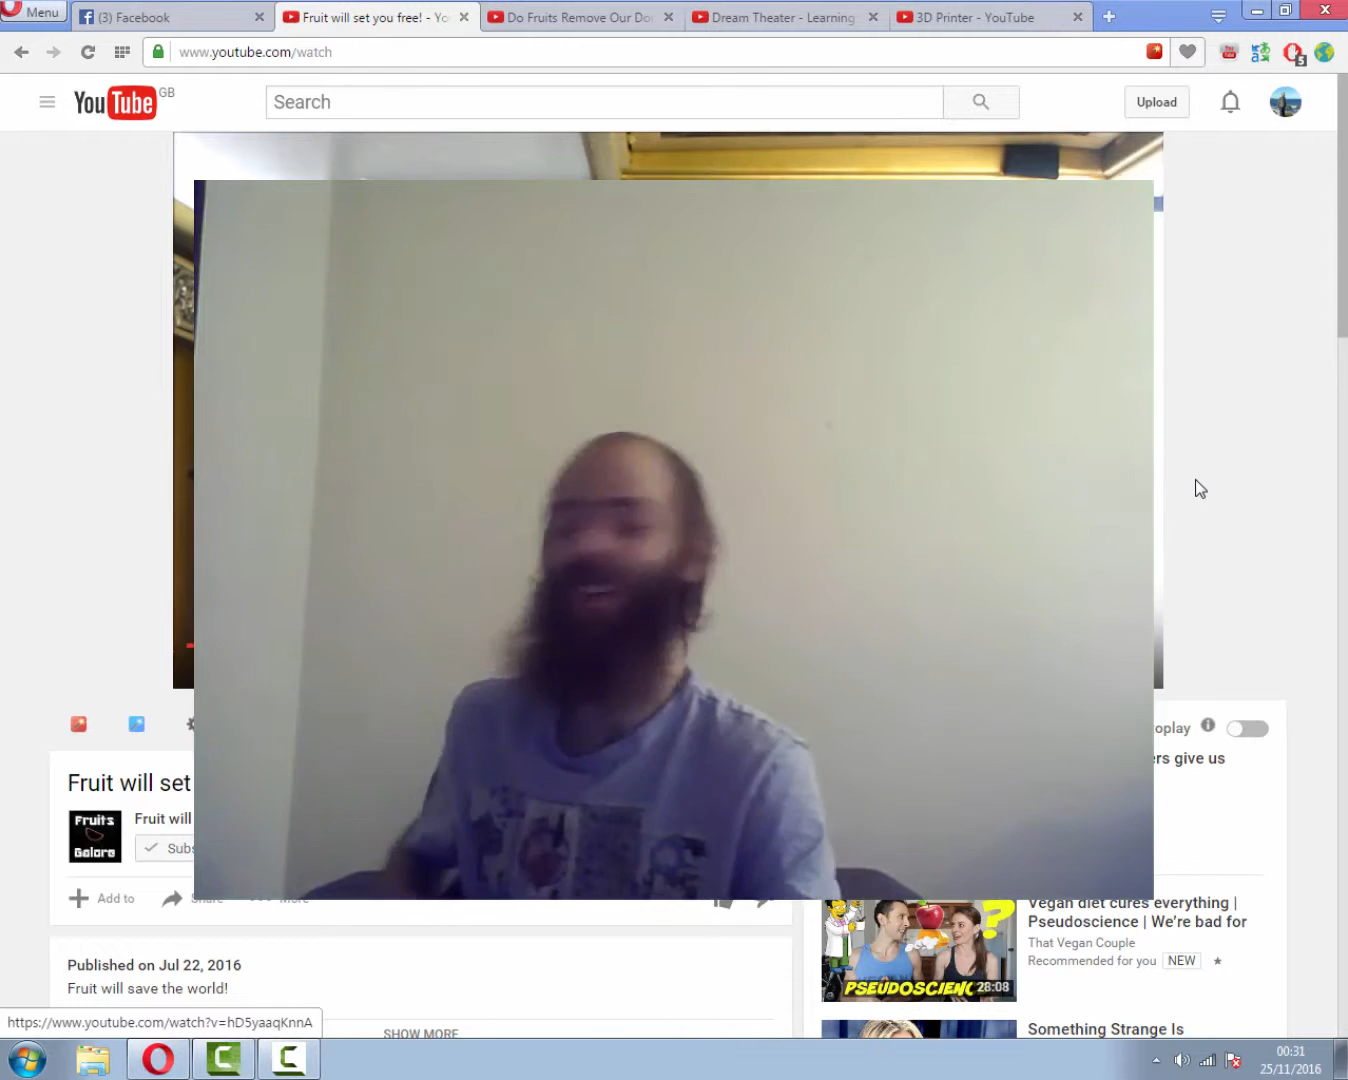 Menu
(3) Facebook
Fruit will set you free! - Yo
Do Fruits Remove Our Do
Dream Theater - Learning
3D Printer - YouTube
www.youtube.com/watch
5
YouTube GB
Search
Upload
oplay
Fruit will set
Fruits
Galore
Fruit will
Subs
ers give us
Add to
Share
More
Vegan diet cures everything |
Pseudoscience | We're bad for
That Vegan Couple
Recommended for you NEW
PSEUDOSCIENC
28:08
Published on Jul 22, 2016
Fruit will save the world!
SHOW MORE
Something Strange Is
https://www.youtube.com/watch?v=hD5yaaqKnnA
00:31
25/11/2016